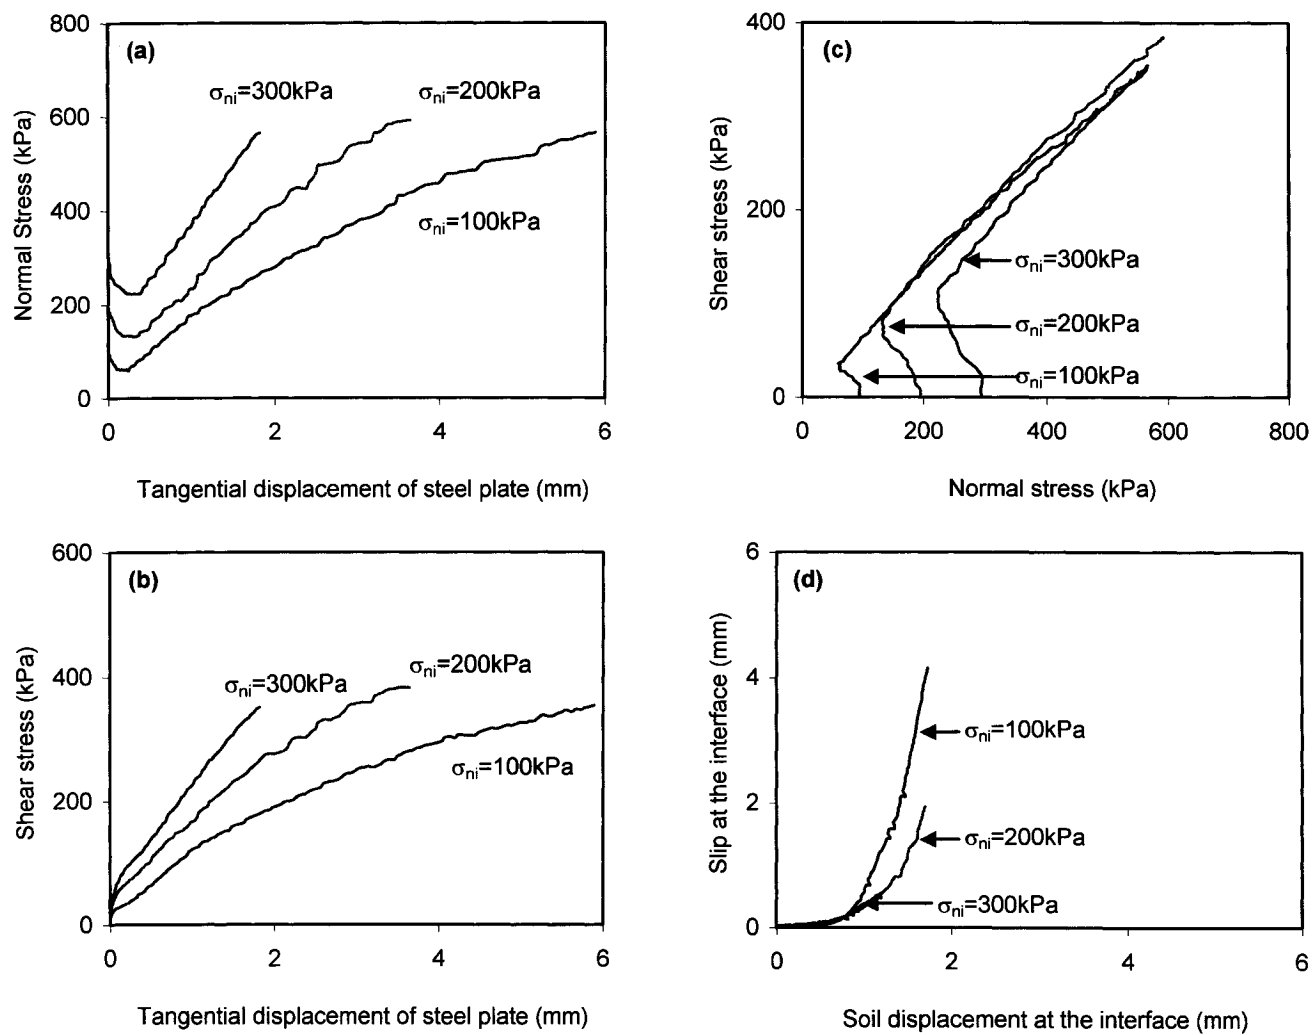 (a)
800
600
400
200
0
σni=300kPa
σni=200kPa
σni=100kPa
0 2 4 6
Normal Stress (kPa)
Tangential displacement of steel plate (mm)
(c)
400
200
0
σni=300kPa
σni=200kPa
σni=100kPa
0 200 400 600 800
Shear stress (kPa)
Normal stress (kPa)
(b)
600
400
200
0
σni=300kPa
σni=200kPa
σni=100kPa
0 2 4 6
Shear stress (kPa)
Tangential displacement of steel plate (mm)
(d)
6
4
2
0
σni=100kPa
σni=200kPa
σni=300kPa
0 2 4 6
Slip at the interface (mm)
Soil displacement at the interface (mm)